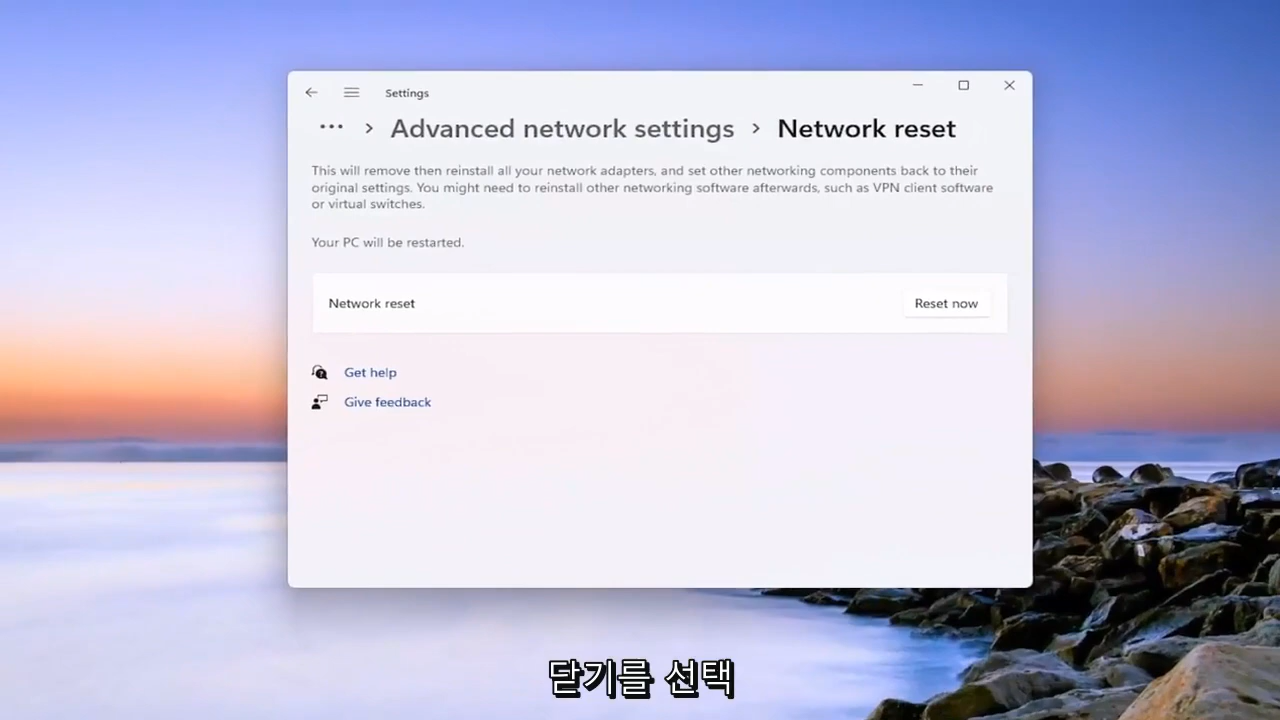 Settings
... > Advanced network settings > Network reset
This will remove then reinstall all your network adapters, and set other networking components back to their
original settings. You might need to reinstall other networking software afterwards, such as VPN client software
or virtual switches.
Your PC will be restarted.
Network reset
Reset now
Get help
Give feedback
닫기를 선택